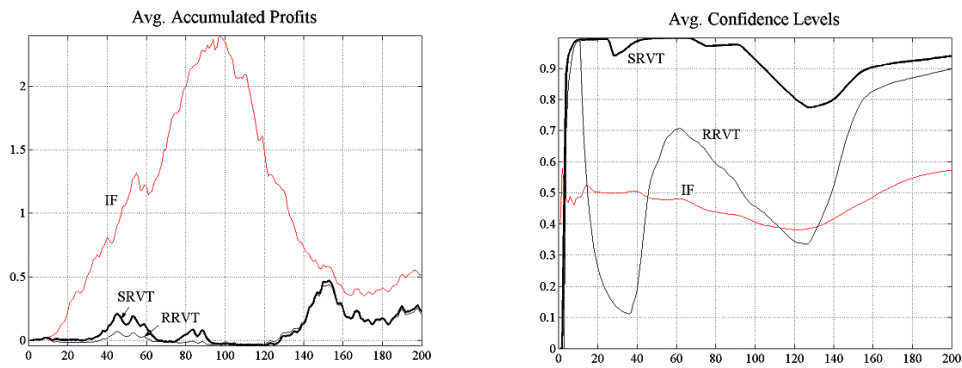 Avg. Accumulated Profits
2
1.5
1
0.5
0
IF
SRVT
RRVT
0 20 40 60 80 100 120 140 160 180 200
Avg. Confidence Levels
0.9
0.8
0.7
0.6
0.5
0.4
0.3
0.2
0.1
0
SRVT
RRVT
IF
0 20 40 60 80 100 120 140 160 180 200